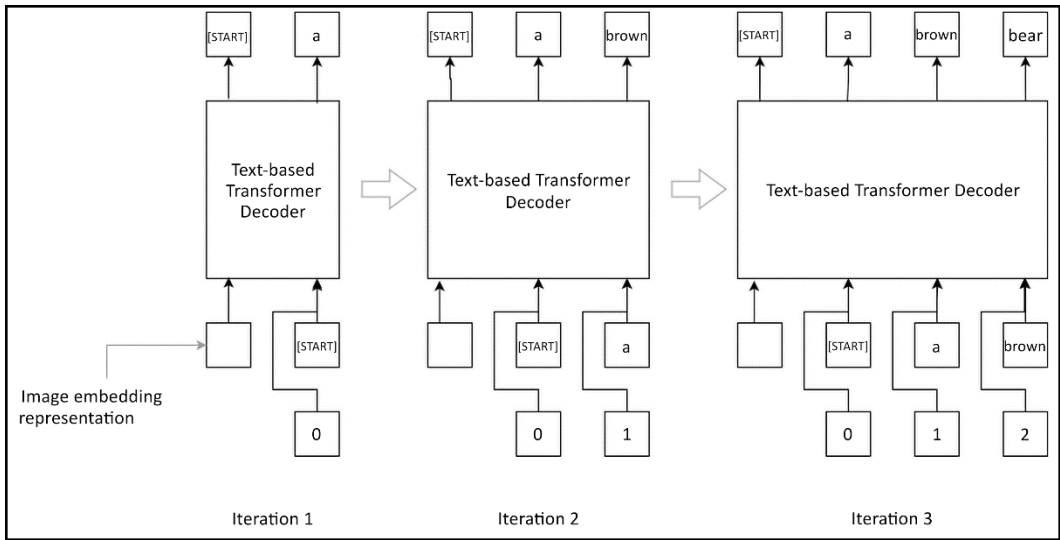 [START] a [START] a brown [START] a brown bear
Text-based
Transformer
Decoder
Text-based Transformer
Decoder
Text-based Transformer Decoder
[START] [START] a [START] a brown
Image embedding
representation
0 0 1 0 1 2
Iteration 1 Iteration 2 Iteration 3